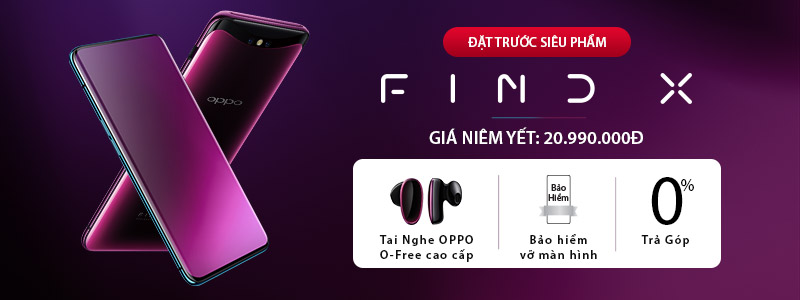 oppo
ĐẶT TRƯỚC SIÊU PHẨM
FIND X
GIÁ NIÊM YẾT: 20.990.000Đ
Bảo
Hiểm
0%
Tai Nghe OPPO
O-Free cao cấp
Bảo hiểm
vỡ màn hình
Trả Góp